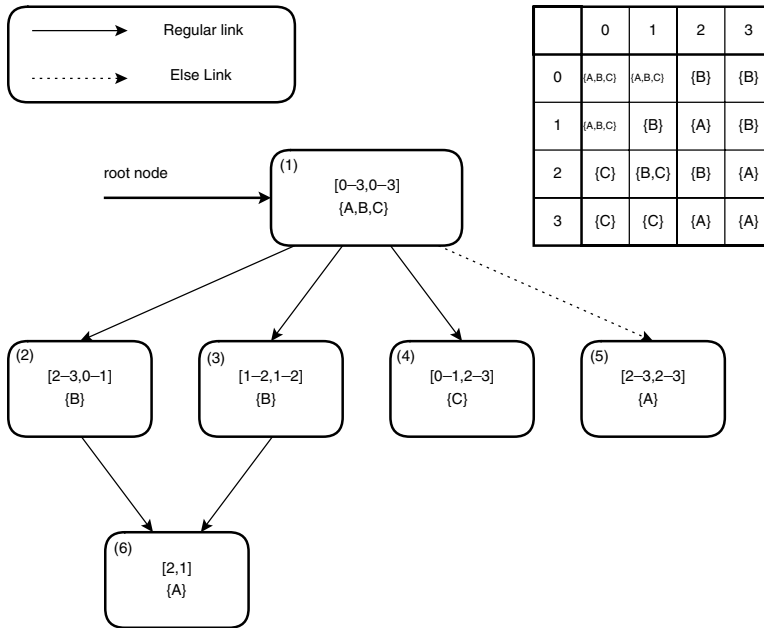 Regular link
Else Link
0 1 2 3
0 {A,B,C} {A,B,C} {B} {B}
1 {A,B,C} {B} {A} {B}
2 {C} {B,C} {B} {A}
3 {C} {C} {A} {A}
root node
(1)
[0–3,0–3]
{A,B,C}
(2)
[2–3,0–1]
{B}
(3)
[1–2,1–2]
{B}
(4)
[0–1,2–3]
{C}
(5)
[2–3,2–3]
{A}
(6)
[2,1]
{A}